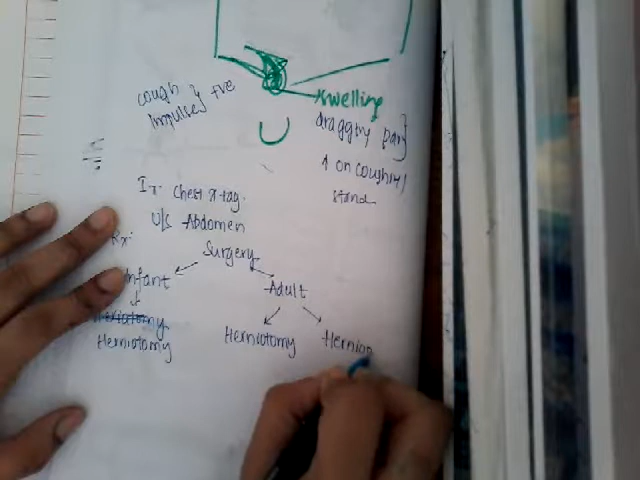 cough
impulse } +ve
swelling
dragging pain }
↑ on coughing/
stand
Ix: Chest X-ray.
U/S Abdomen
Rx:
Surgery
Infant
Adult
Herniotomy
Herniotomy
Herniotomy
Hernio